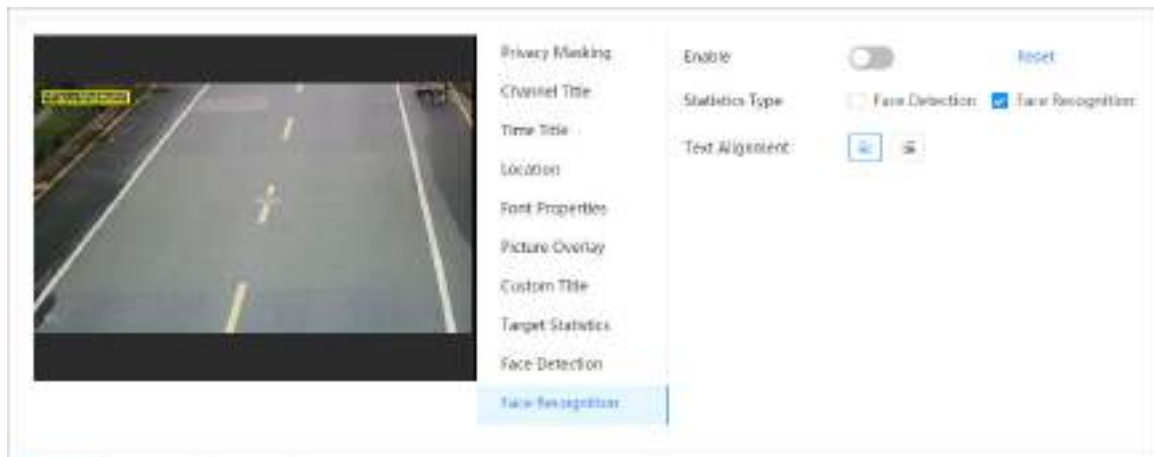 Privacy Masking
Channel Title
Time Title
Location
Font Properties
Picture Overlay
Custom Title
Target Statistics
Face Detection
Face Recognition
Enable
Reset
Statistics Type
Face Detection
Face Recognition
Text Alignment